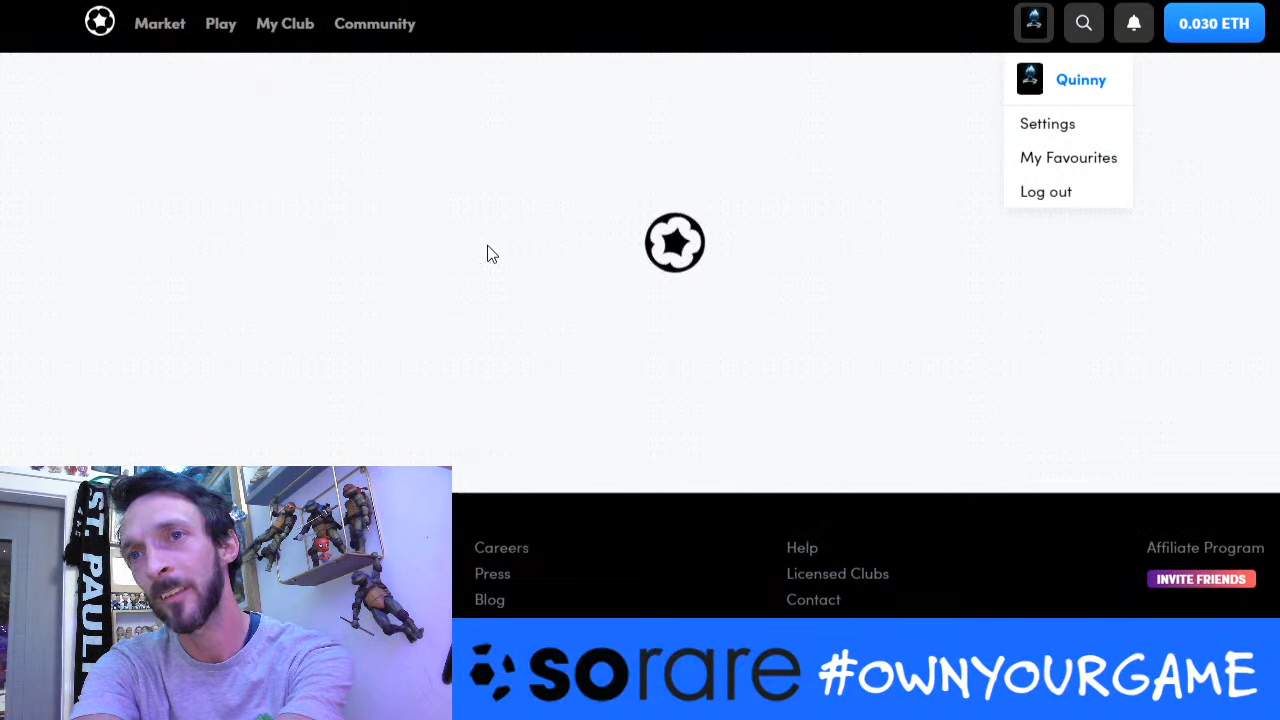 Market Play My Club Community 0.030 ETH
Quinny
Settings
My Favourites
Log out
ST. PAUL
Careers Help Affiliate Program
Press Licensed Clubs INVITE FRIENDS
Blog Contact
sorare #OWNYOURGAME